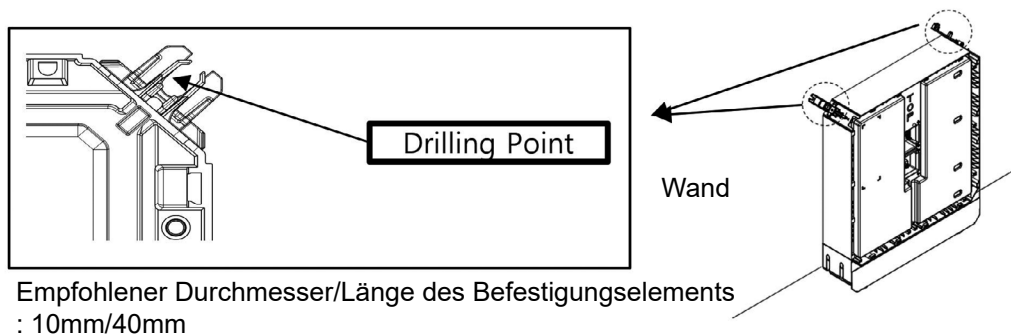 Drilling Point
Wand
Empfohlener Durchmesser/Länge des Befestigungselements
: 10mm/40mm